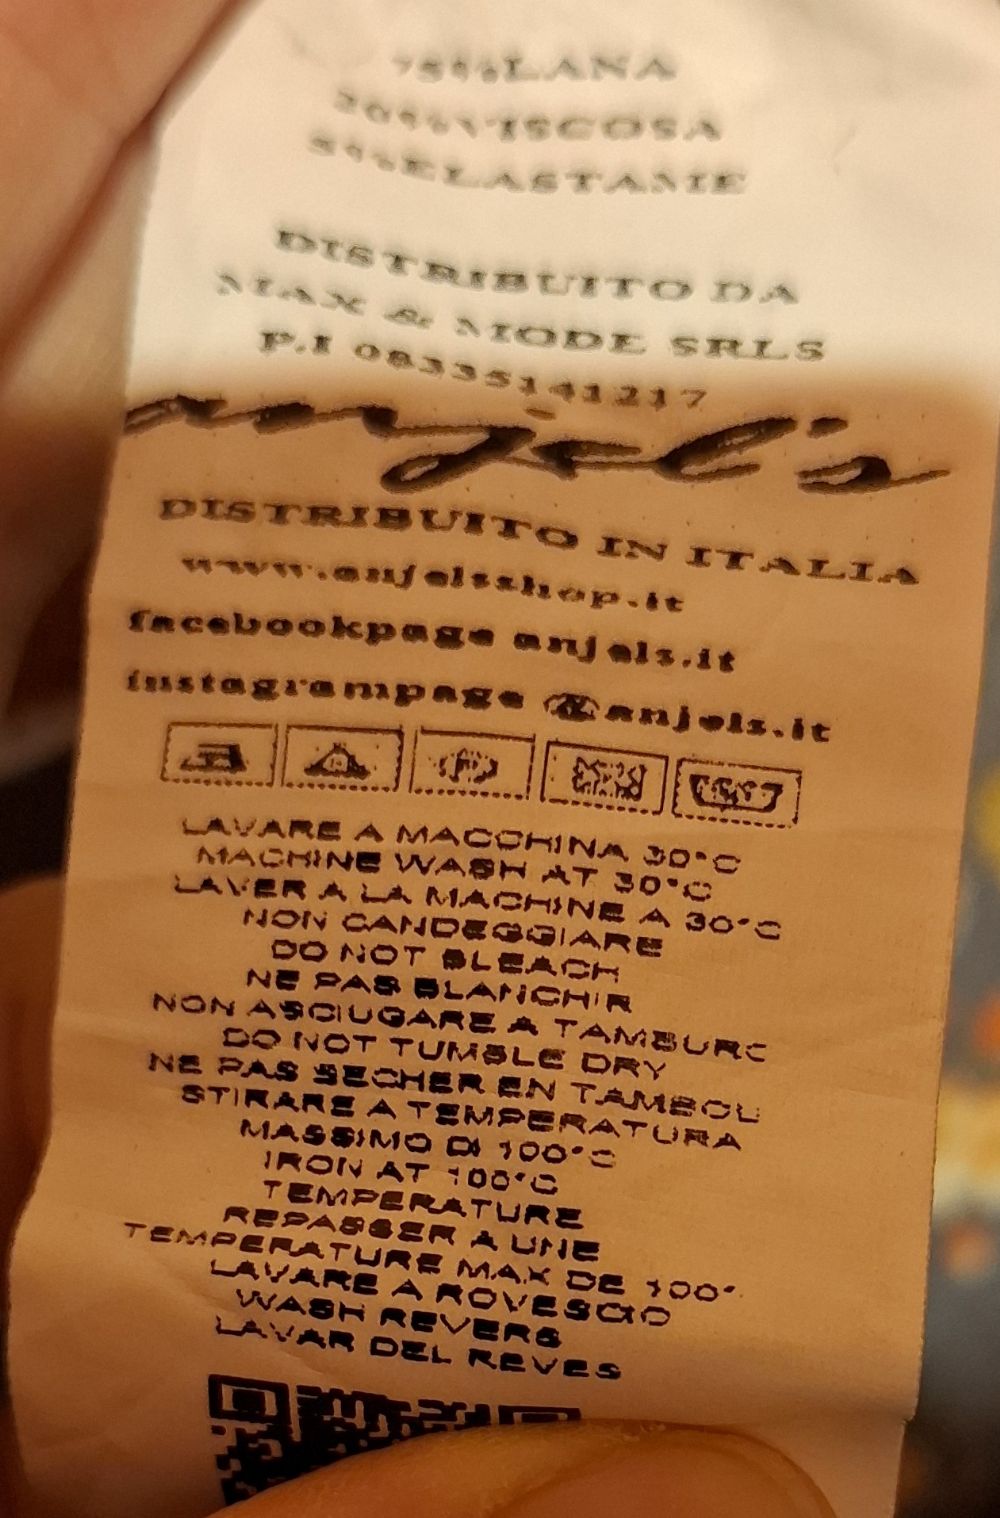 75%LANA
20%VISCOSA
5%ELASTAME
DISTRIBUITO DA
MAX & MODE SRLS
P.I 08335141217
anjel's
DISTRIBUITO IN ITALIA
www.anjelsshop.it
facebookpage anjels.it
instagrampage @anjels.it
LAVARE A MACCHINA 30°C
MACHINE WASH AT 30°C
LAVER A LA MACHINE A 30°C
NON CANDEGGIARE
DO NOT BLEACH
NE PAS BLANCHIR
NON ASCIUGARE A TAMBURO
DO NOT TUMBLE DRY
NE PAS SECHER EN TAMBOU
STIRARE A TEMPERATURA
MASSIMO DI 100°C
IRON AT 100°C
TEMPERATURE
REPASSER A UNE
TEMPERATURE MAX DE 100°
LAVARE A ROVESCIO
WASH REVERS
LAVAR DEL REVES